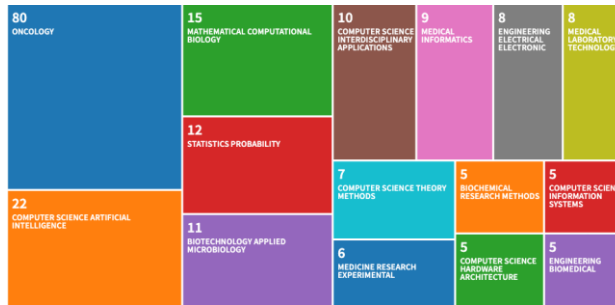 80
ONCOLOGY
22
COMPUTER SCIENCE ARTIFICIAL
INTELLIGENCE
15
MATHEMATICAL COMPUTATIONAL
BIOLOGY
12
STATISTICS PROBABILITY
11
BIOTECHNOLOGY APPLIED
MICROBIOLOGY
10
COMPUTER SCIENCE
INTERDISCIPLINARY
APPLICATIONS
9
MEDICAL
INFORMATICS
8
ENGINEERING
ELECTRICAL
ELECTRONIC
8
MEDICAL
LABORATORY
TECHNOLOG
7
COMPUTER SCIENCE THEORY
METHODS
6
MEDICINE RESEARCH
EXPERIMENTAL
5
BIOCHEMICAL
RESEARCH METHODS
5
COMPUTER SCIEN
INFORMATION
SYSTEMS
5
COMPUTER SCIENCE
HARDWARE
ARCHITECTURE
5
ENGINEERING
BIOMEDICAL